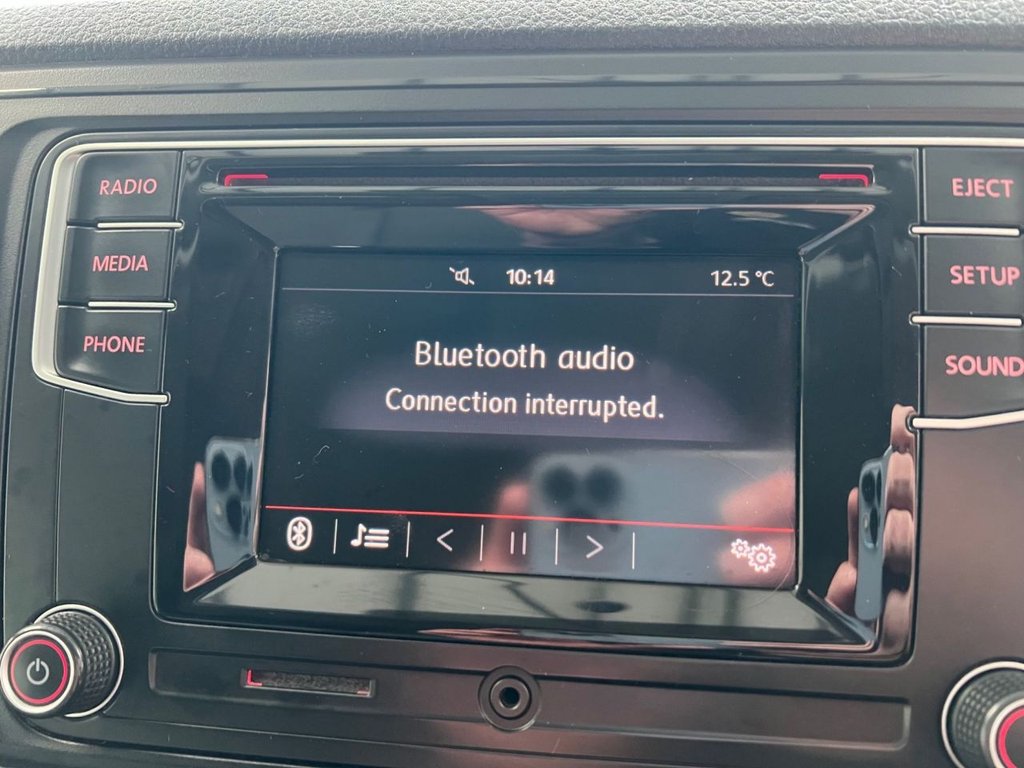 RADIO
MEDIA
PHONE
10:14
12.5 °C
Bluetooth audio
Connection interrupted.
EJECT
SETUP
SOUND